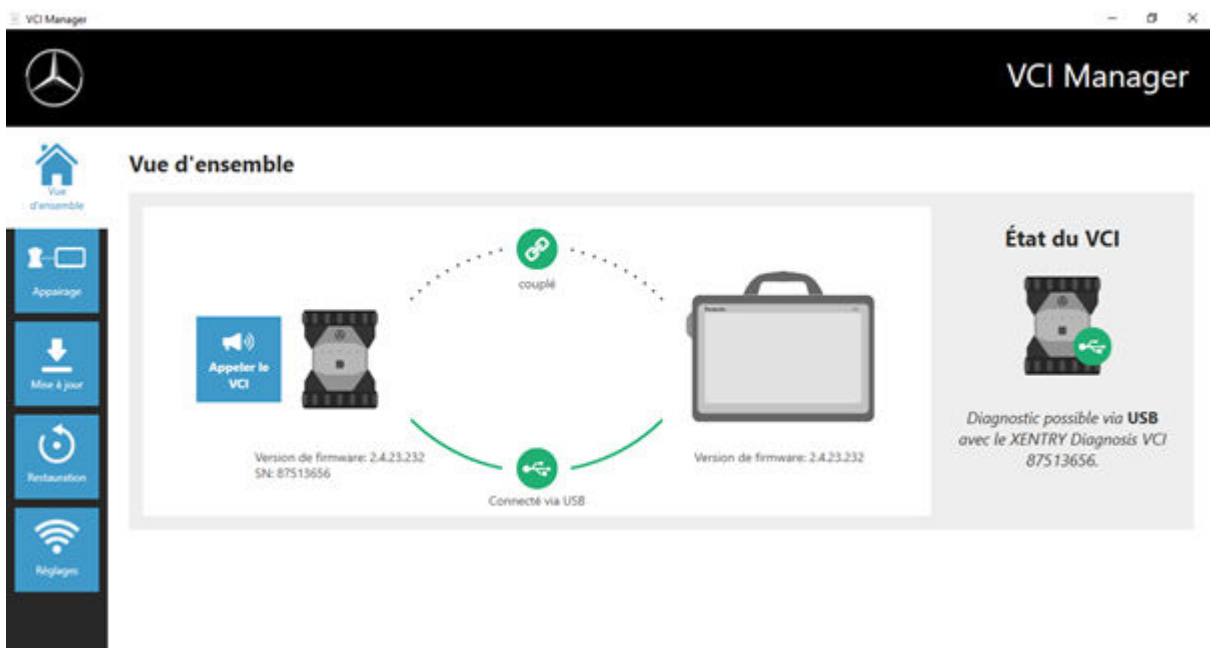 VCI Manager
VCI Manager
Vue
d'ensemble
Vue d'ensemble
Appairage
Mise à jour
Restauration
Réglages
couplé
Appeler le
VCI
Version de firmware: 2.4.23.232
SN: 87513656
Connecté via USB
Version de firmware: 2.4.23.232
État du VCI
Diagnostic possible via USB
avec le XENTRY Diagnosis VCI
87513656.